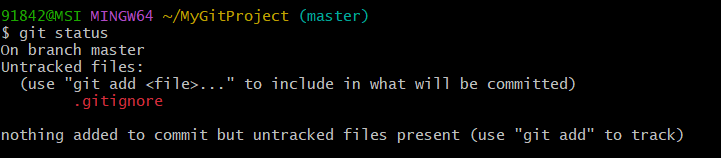 91842@MSI MINGW64 ~/MyGitProject (master)
$ git status
On branch master
Untracked files:
  (use "git add <file>..." to include in what will be committed)
        .gitignore

nothing added to commit but untracked files present (use "git add" to track)